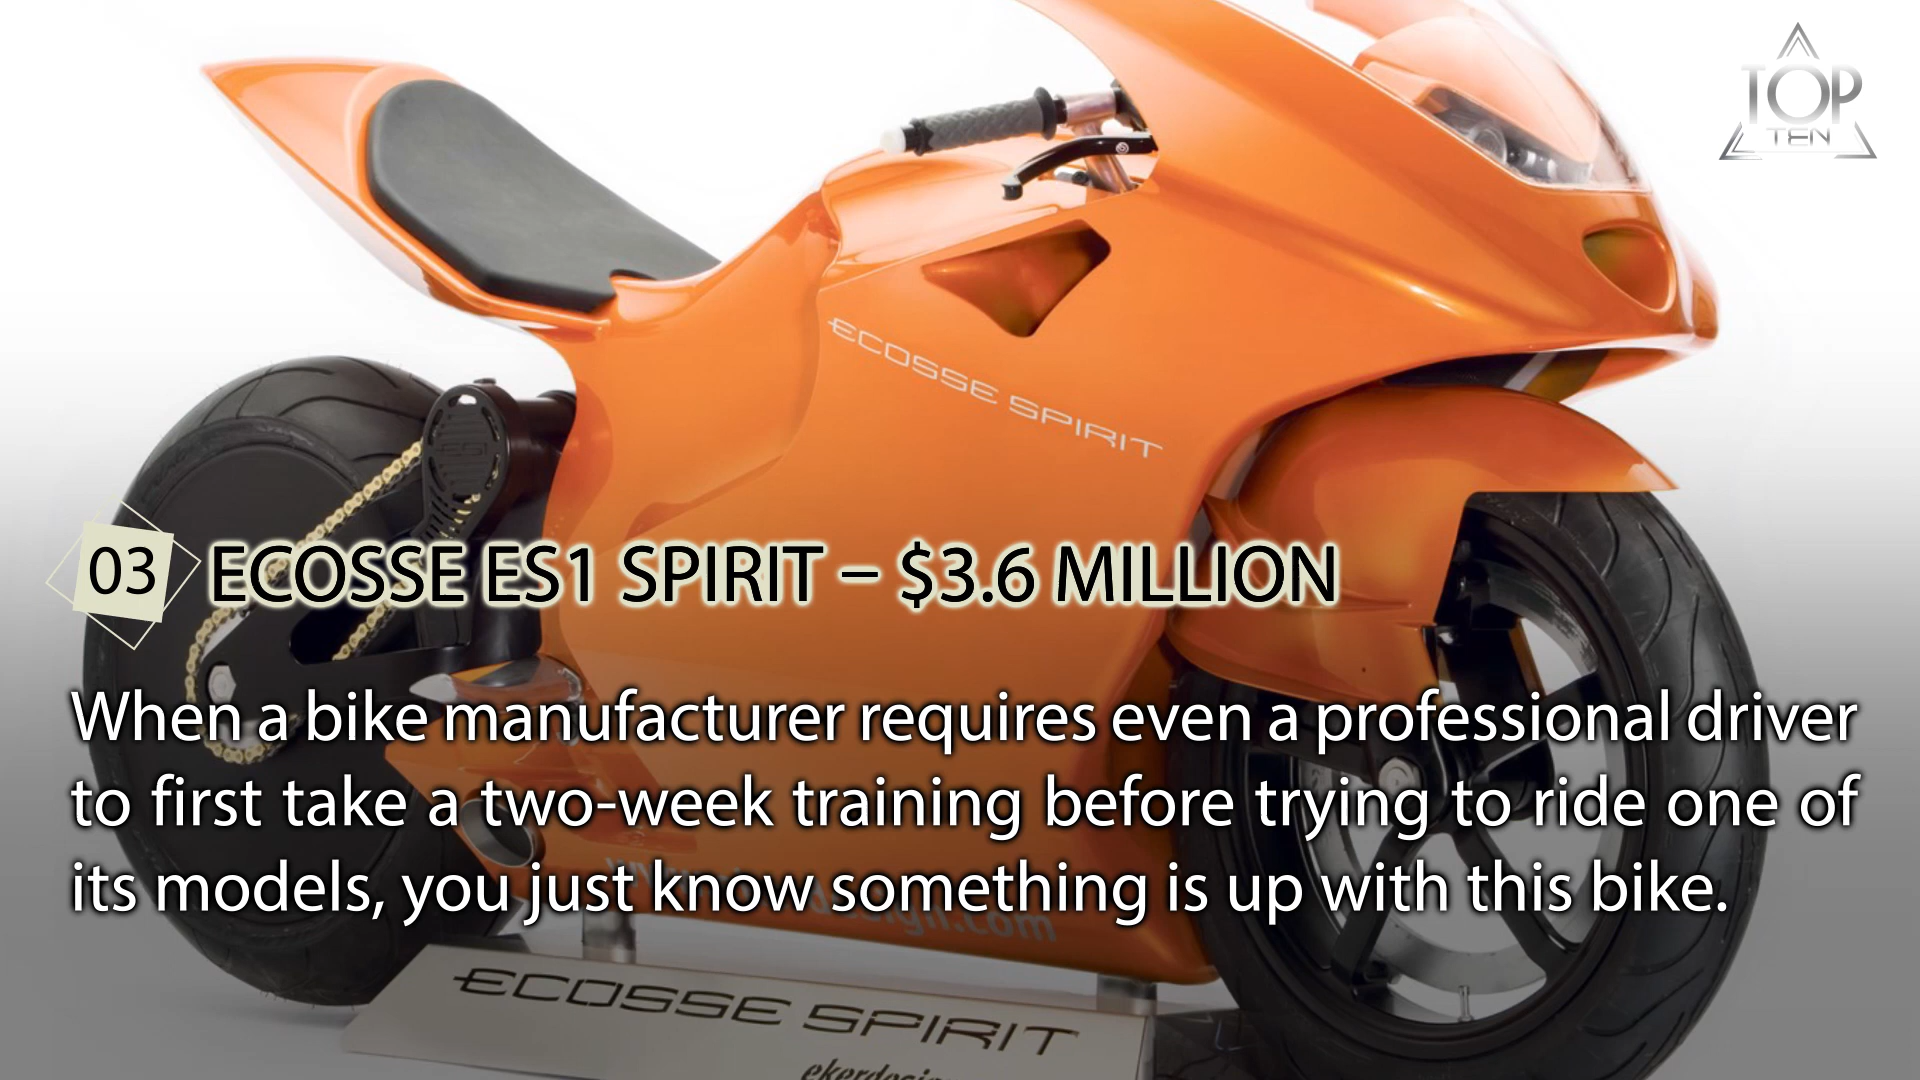 TOP
TEN
ECOSSE SPIRIT
03 ECOSSE ES1 SPIRIT – $3.6 MILLION
When a bike manufacturer requires even a professional driver
to first take a two-week training before trying to ride one of
its models, you just know something is up with this bike.
ECOSSE SPIRIT